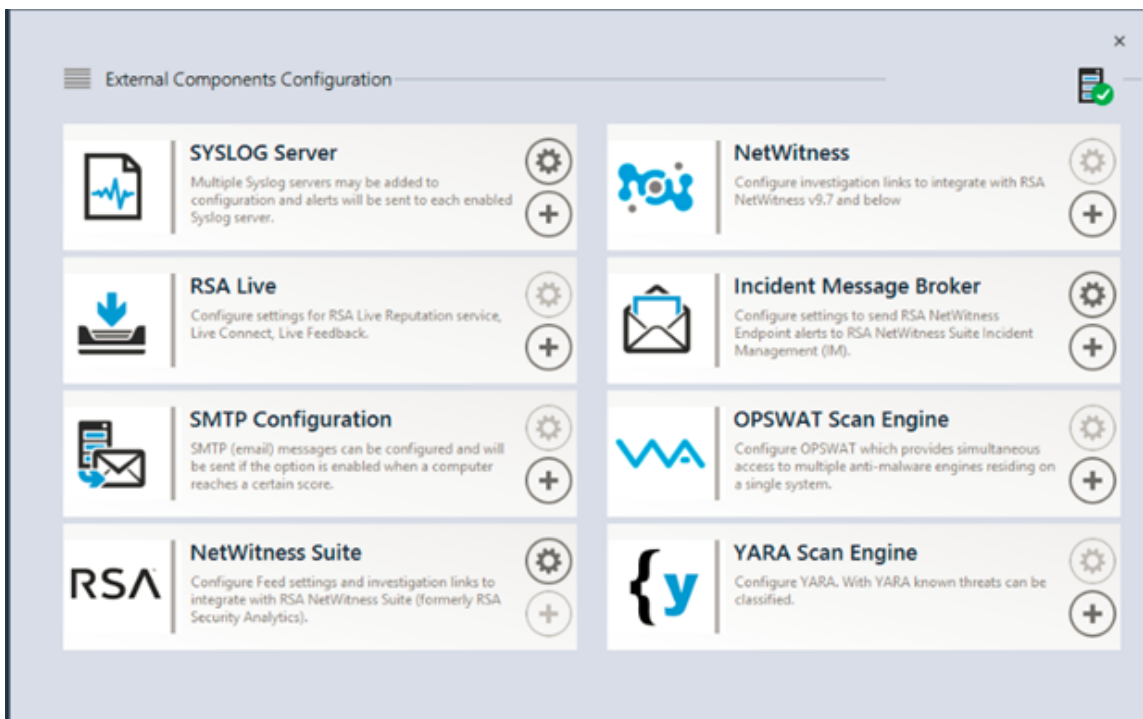 External Components Configuration
SYSLOG Server
Multiple Syslog servers may be added to
configuration and alerts will be sent to each enabled
Syslog server.
NetWitness
Configure investigation links to integrate with RSA
NetWitness v9.7 and below
RSA Live
Configure settings for RSA Live Reputation service,
Live Connect, Live Feedback.
Incident Message Broker
Configure settings to send RSA NetWitness
Endpoint alerts to RSA NetWitness Suite Incident
Management (IM).
SMTP Configuration
SMTP (email) messages can be configured and will
be sent if the option is enabled when a computer
reaches a certain score.
OPSWAT Scan Engine
Configure OPSWAT which provides simultaneous
access to multiple anti-malware engines residing on
a single system.
RSA
NetWitness Suite
Configure Feed settings and investigation links to
integrate with RSA NetWitness Suite (formerly RSA
Security Analytics).
{y
YARA Scan Engine
Configure YARA. With YARA known threats can be
classified.